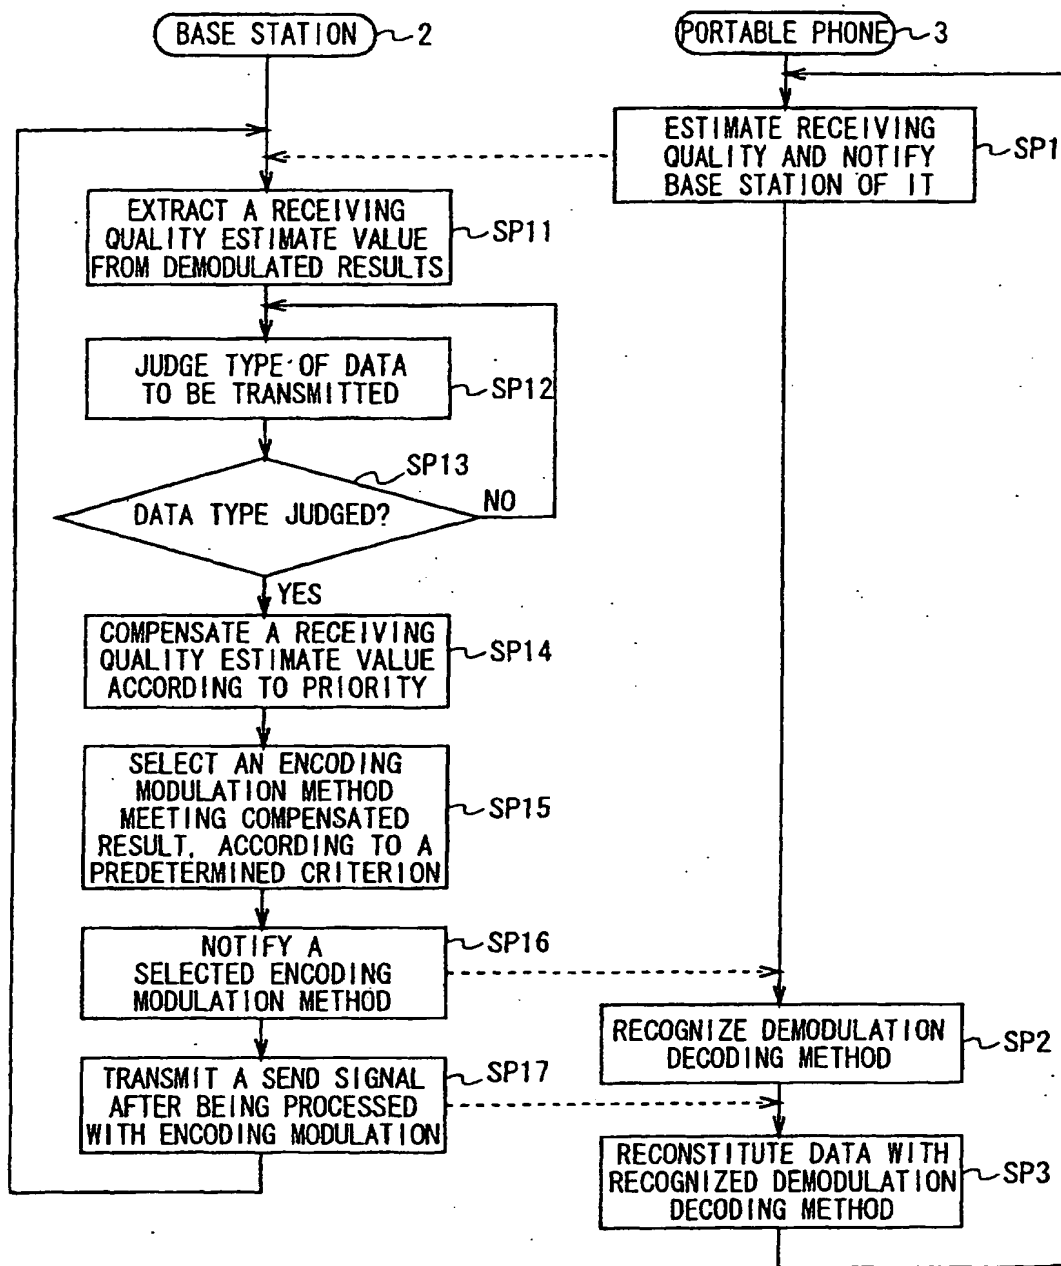 BASE STATION 2
PORTABLE PHONE 3
ESTIMATE RECEIVING
QUALITY AND NOTIFY
BASE STATION OF IT
SP1
EXTRACT A RECEIVING
QUALITY ESTIMATE VALUE
FROM DEMODULATED RESULTS
SP11
JUDGE TYPE OF DATA
TO BE TRANSMITTED
SP12
SP13
DATA TYPE JUDGED?
NO
YES
COMPENSATE A RECEIVING
QUALITY ESTIMATE VALUE
ACCORDING TO PRIORITY
SP14
SELECT AN ENCODING
MODULATION METHOD
MEETING COMPENSATED
RESULT, ACCORDING TO A
PREDETERMINED CRITERION
SP15
NOTIFY A
SELECTED ENCODING
MODULATION METHOD
SP16
RECOGNIZE DEMODULATION
DECODING METHOD
SP2
TRANSMIT A SEND SIGNAL
AFTER BEING PROCESSED
WITH ENCODING MODULATION
SP17
RECONSTITUTE DATA WITH
RECOGNIZED DEMODULATION
DECODING METHOD
SP3